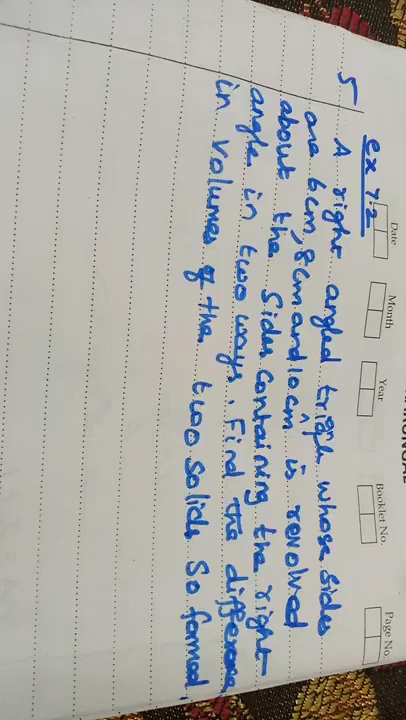 Date Month Year Booklet No. Page No.
ex 7.2
5 A right angled triangle whose sides
are 6cm, 8cm and 10cm is revolved
about the sides containing the right
angle in two ways. Find the difference
in volumes of the two solids so formed.